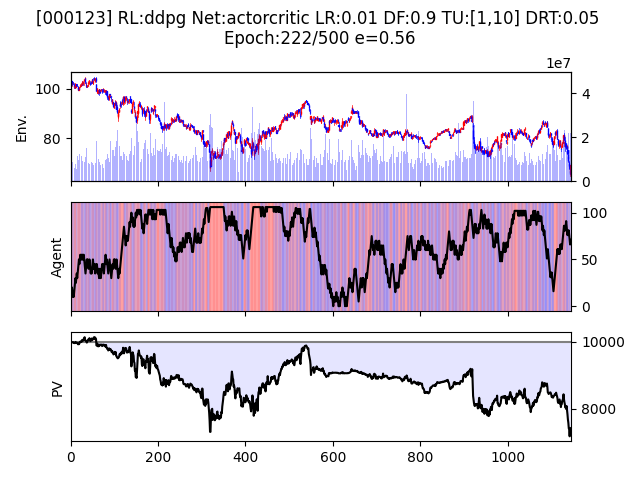 [000123] RL:ddpg Net:actorcritic LR:0.01 DF:0.9 TU:[1,10] DRT:0.05
Epoch:222/500 e=0.56
1e7
100
80
Env.
4
2
0
Agent
100
50
0
PV
10000
8000
0
200
400
600
800
1000